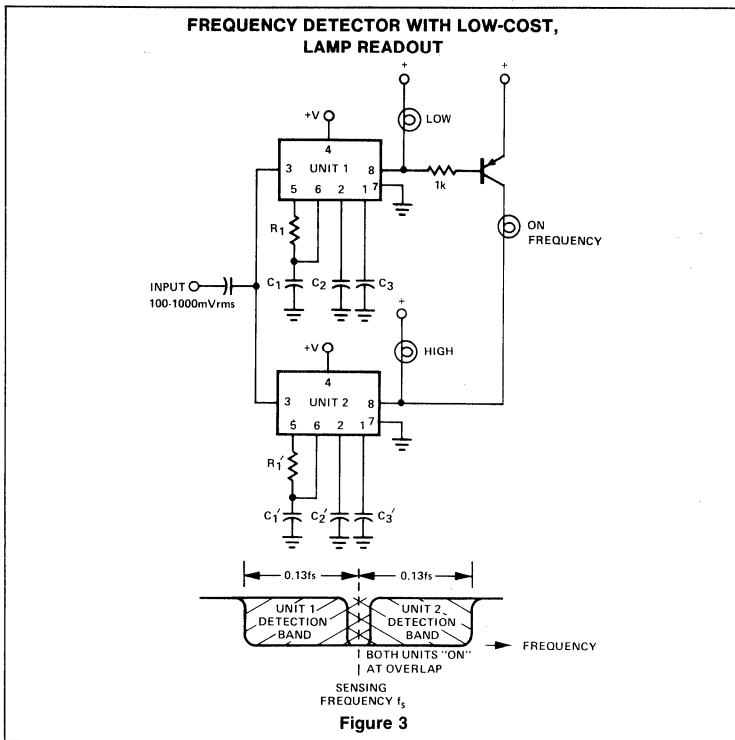 FREQUENCY DETECTOR WITH LOW-COST,
LAMP READOUT
+
+
LOW
+V
4
3 UNIT 1 8
7
5 6 2 1
1k
R1
ON
FREQUENCY
INPUT
100-1000mVrms
C1 C2 C3
+
HIGH
+V
4
3 UNIT 2 8
7
5 6 2 1
R1'
C1' C2' C3'
0.13fs 0.13fs
UNIT 1
DETECTION
BAND
UNIT 2
DETECTION
BAND
FREQUENCY
BOTH UNITS "ON"
AT OVERLAP
SENSING
FREQUENCY fs
Figure 3